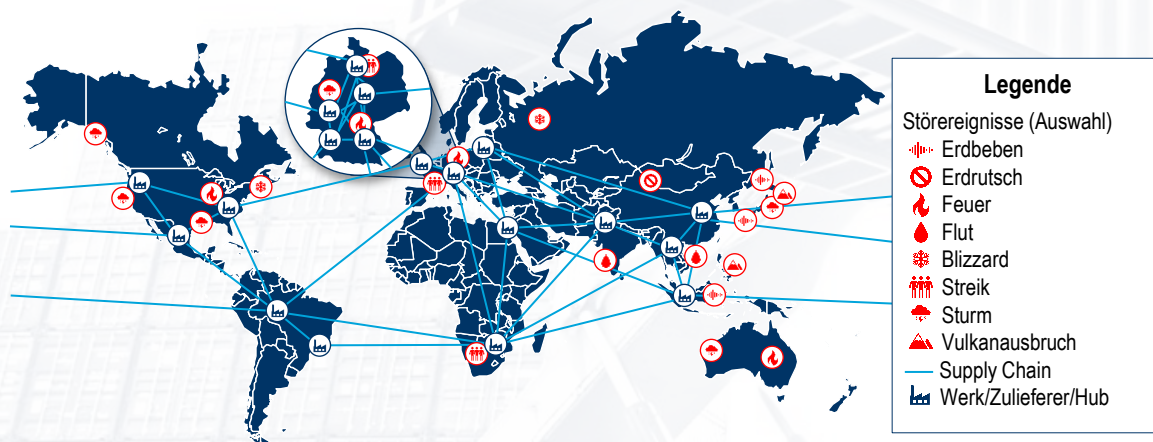 Legende
Störereignisse (Auswahl)
Erdbeben
Erdrutsch
Feuer
Flut
Blizzard
Streik
Sturm
Vulkanausbruch
Supply Chain
Werk/Zulieferer/Hub